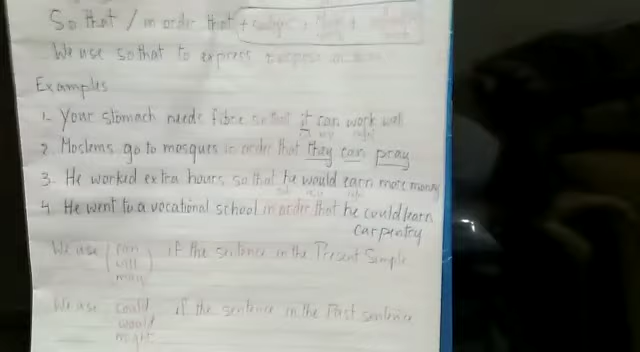 So that / in order that + subject + +
We use so that to express purpose
Examples
1- Your stomach needs fibre so that it can work well
2- Moslems go to mosques in order that they can pray
3- He worked extra hours, so that he would earn more money
4- He went to a vocational school in order that he could learn
carpentry
We use ( can ) if the sentence in the Present Simple
will
may
We use could if the sentence in the Past sentence
would
might